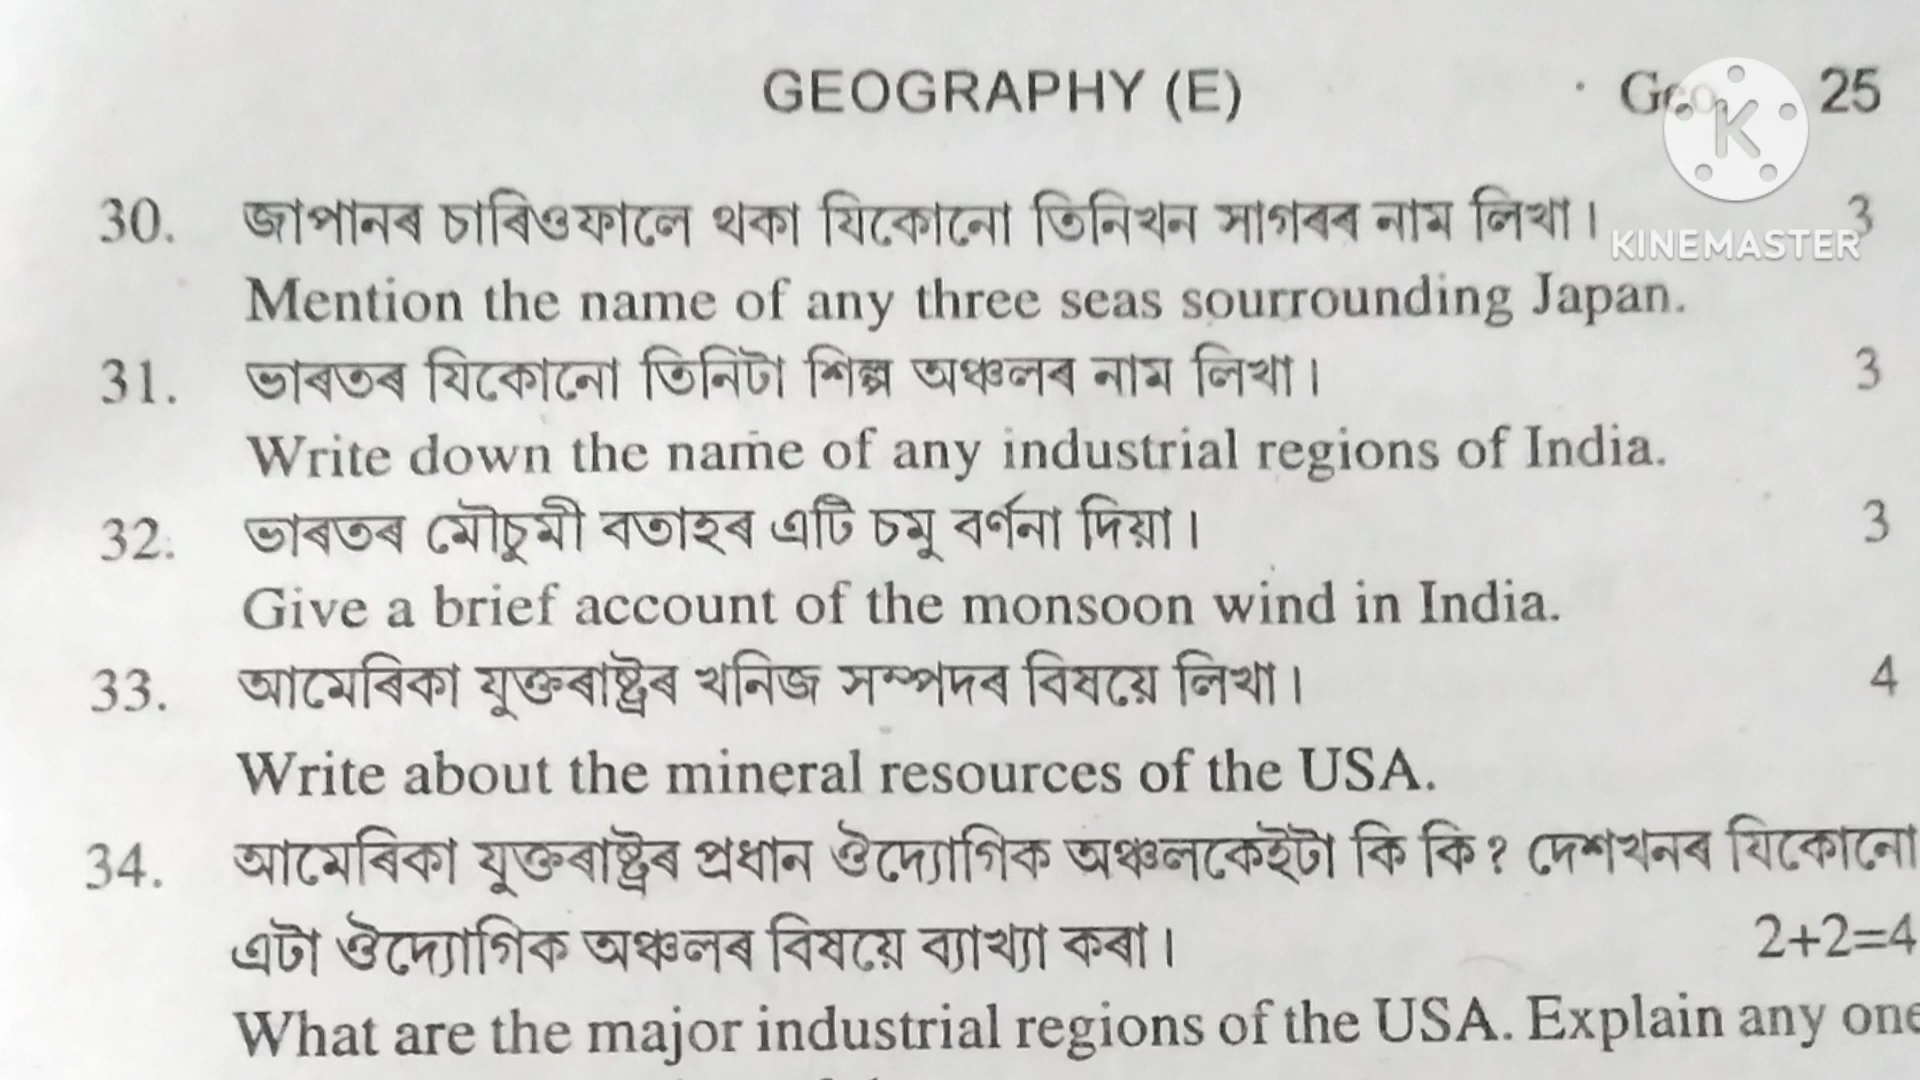 GEOGRAPHY (E) 25
30. জাপানৰ চাৰিওফালে থকা যিকোনো তিনিখন সাগৰৰ নাম লিখা। 3
KINEMASTER
Mention the name of any three seas sourrounding Japan.
31. ভাৰতৰ যিকোনো তিনিটা শিল্প অঞ্চলৰ নাম লিখা। 3
Write down the name of any industrial regions of India.
32. ভাৰতৰ মৌচুমী বতাহৰ এটি চমু বৰ্ণনা দিয়া। 3
Give a brief account of the monsoon wind in India.
33. আমেৰিকা যুক্তৰাষ্ট্ৰৰ খনিজ সম্পদৰ বিষয়ে লিখা। 4
Write about the mineral resources of the USA.
34. আমেৰিকা যুক্তৰাষ্ট্ৰৰ প্ৰধান ঔদ্যোগিক অঞ্চলকেইটা কি কি? দেশখনৰ যিকোনো
এটা ঔদ্যোগিক অঞ্চলৰ বিষয়ে ব্যাখ্যা কৰা। 2+2=4
What are the major industrial regions of the USA. Explain any one